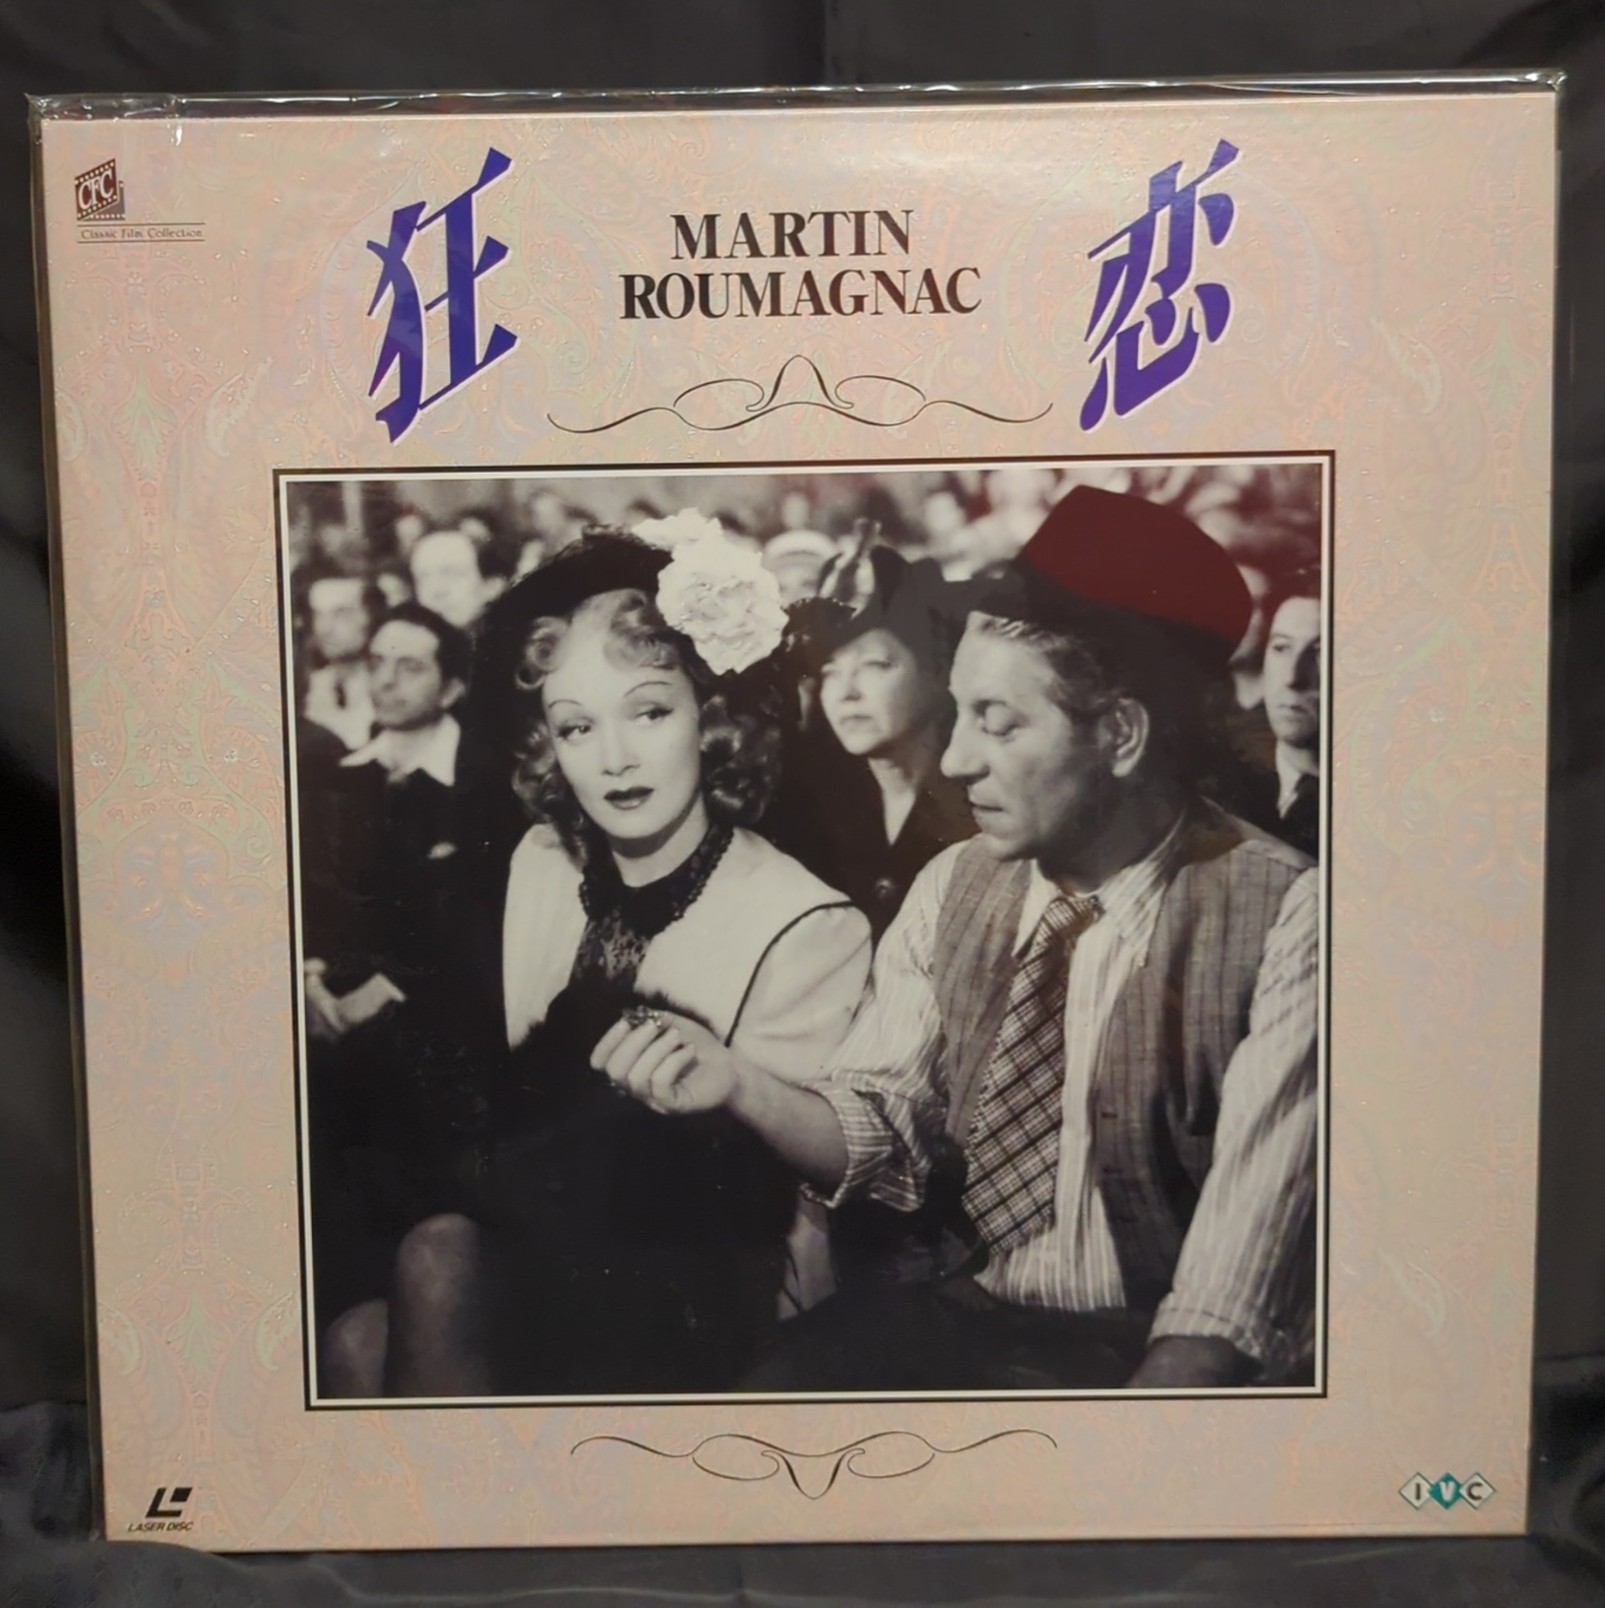 CFC
Classic Film Collection
狂恋
MARTIN
ROUMAGNAC
LASER DISC
IVC